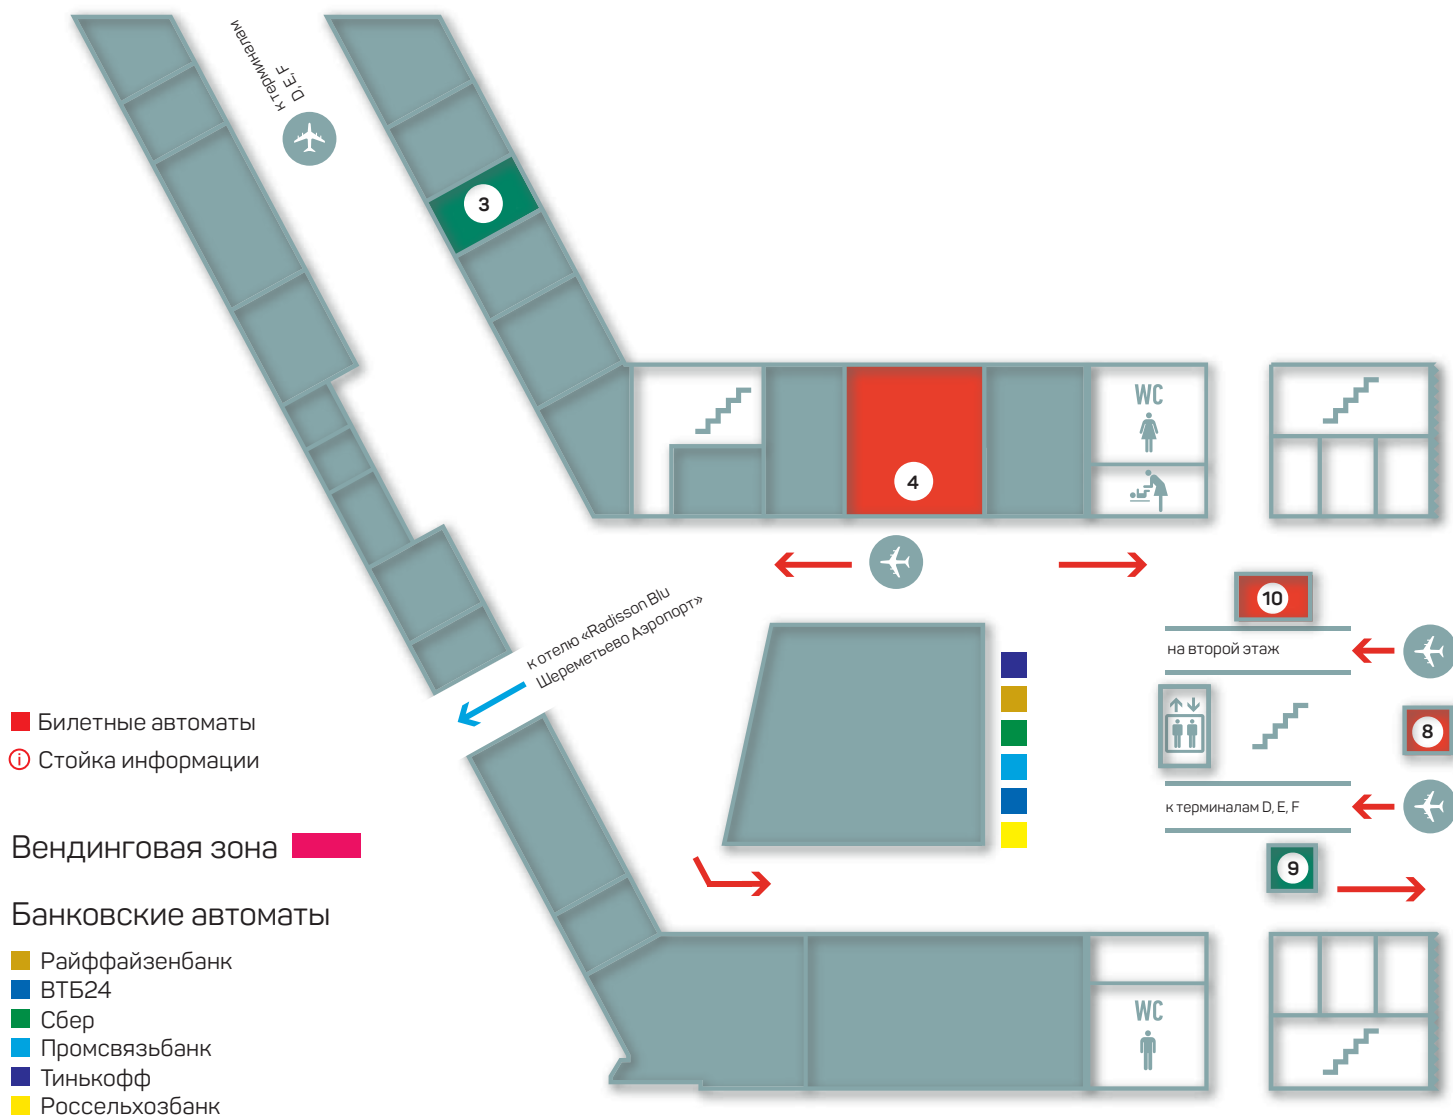 к терминалам
D, E, F
3
WC
4
10
на второй этаж
к отелю «Radisson Blu
Шереметьево Аэропорт»
8
к терминалам D, E, F
9
WC
Билетные автоматы
i Стойка информации
Вендинговая зона
Банковские автоматы
Райффайзенбанк
ВТБ24
Сбер
Промсвязьбанк
Тинькофф
Россельхозбанк